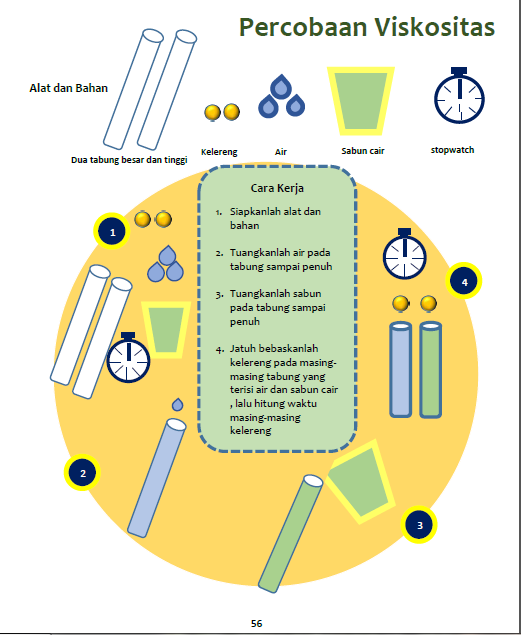 Percobaan Viskositas
Alat dan Bahan
Dua tabung besar dan tinggi
Kelereng
Air
Sabun cair
stopwatch
Cara Kerja
1. Siapkanlah alat dan
bahan
2. Tuangkanlah air pada
tabung sampai penuh
3. Tuangkanlah sabun
pada tabung sampai
penuh
4. Jatuh bebaskanlah
kelereng pada masing-
masing tabung yang
terisi air dan sabun cair
, lalu hitung waktu
masing-masing
kelereng
1
2
3
4
56